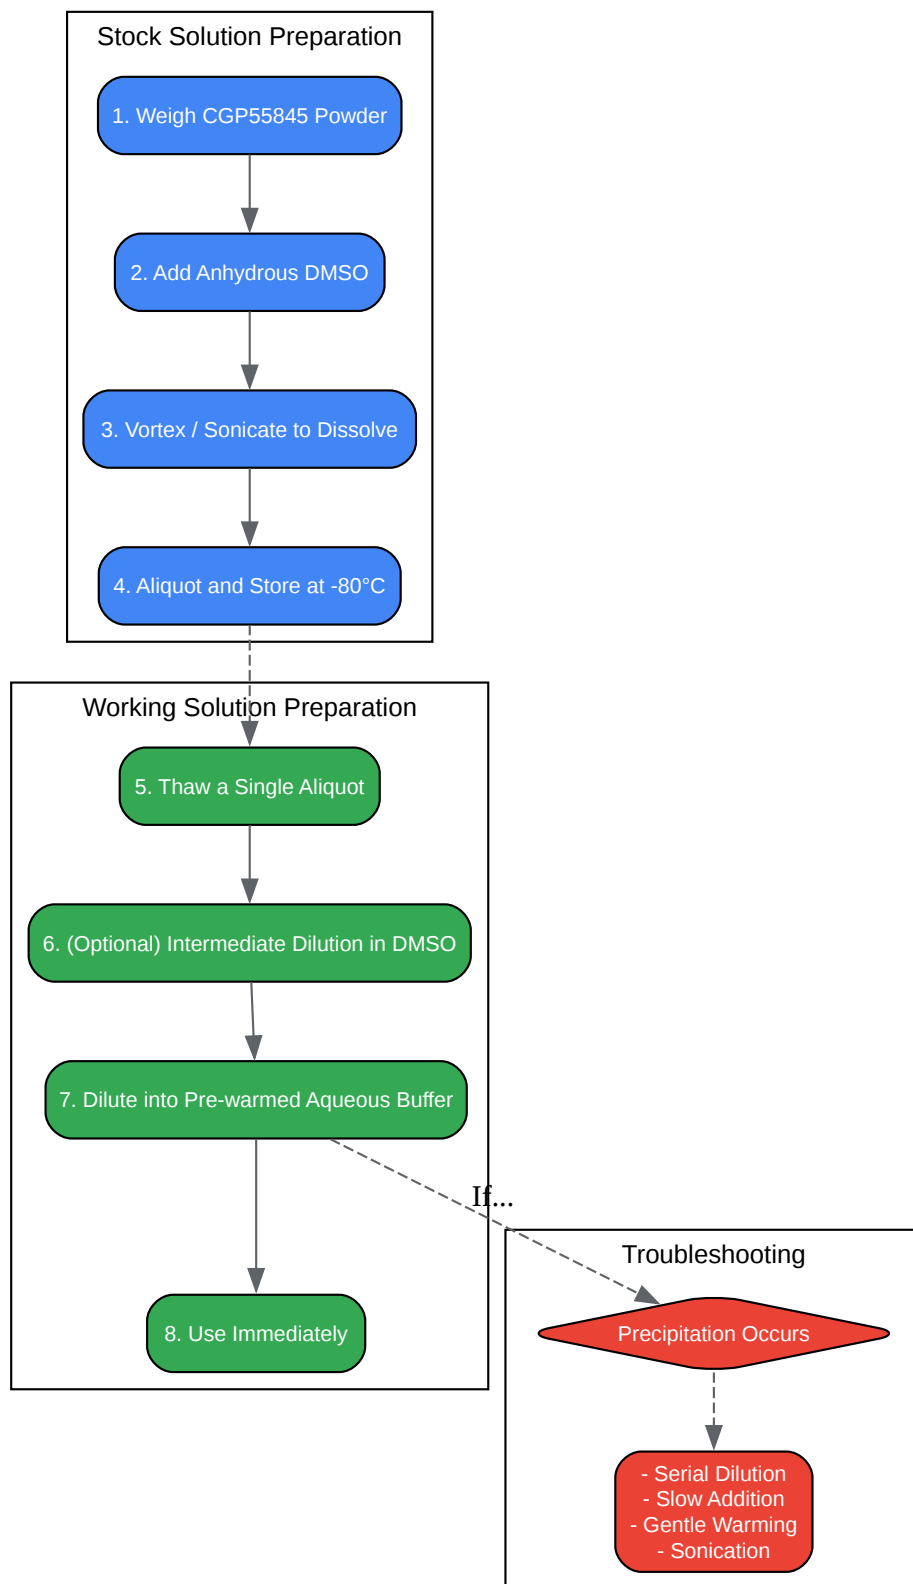 Stock Solution Preparation
1. Weigh CGP55845 Powder
2. Add Anhydrous DMSO
3. Vortex / Sonicate to Dissolve
4. Aliquot and Store at -80°C
Working Solution Preparation
5. Thaw a Single Aliquot
6. (Optional) Intermediate Dilution in DMSO
7. Dilute into Pre-warmed Aqueous Buffer
If...
8. Use Immediately
Troubleshooting
Precipitation Occurs
- Serial Dilution
- Slow Addition
- Gentle Warming
- Sonication